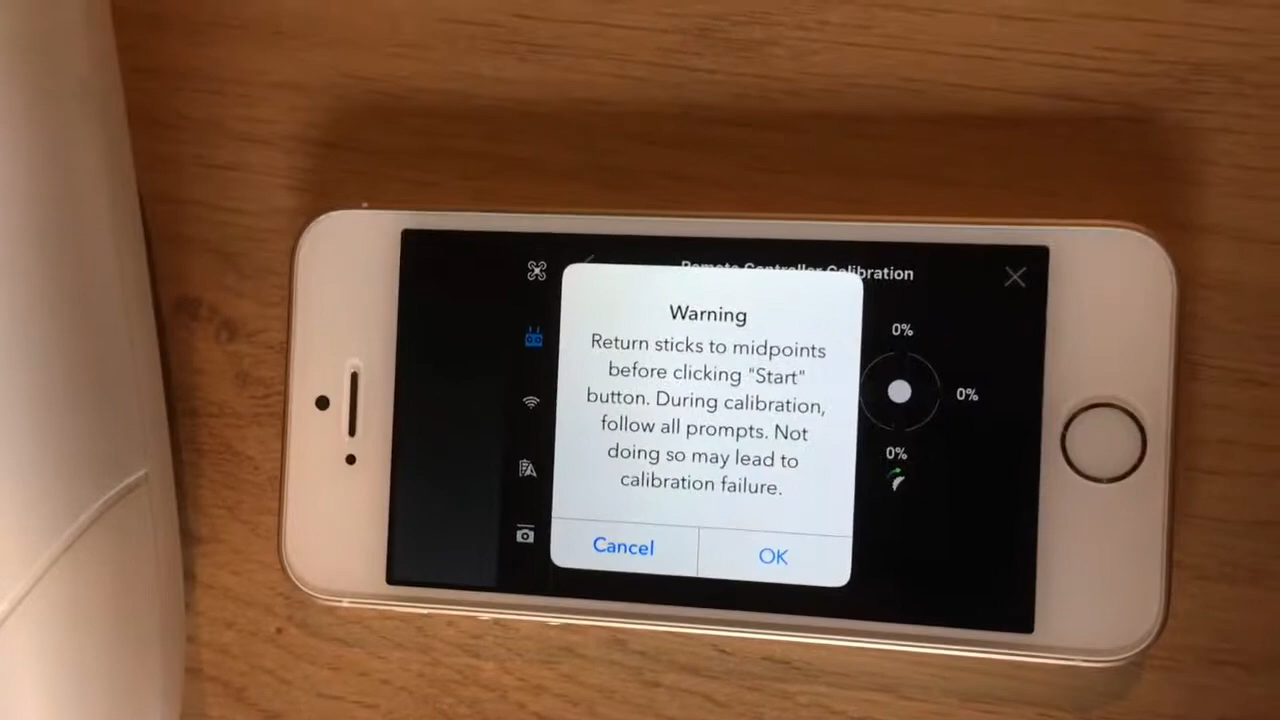 Remote Controller Calibration
Warning
Return sticks to midpoints
before clicking "Start"
button. During calibration,
follow all prompts. Not
doing so may lead to
calibration failure.
Cancel
OK
0%
0%
0%